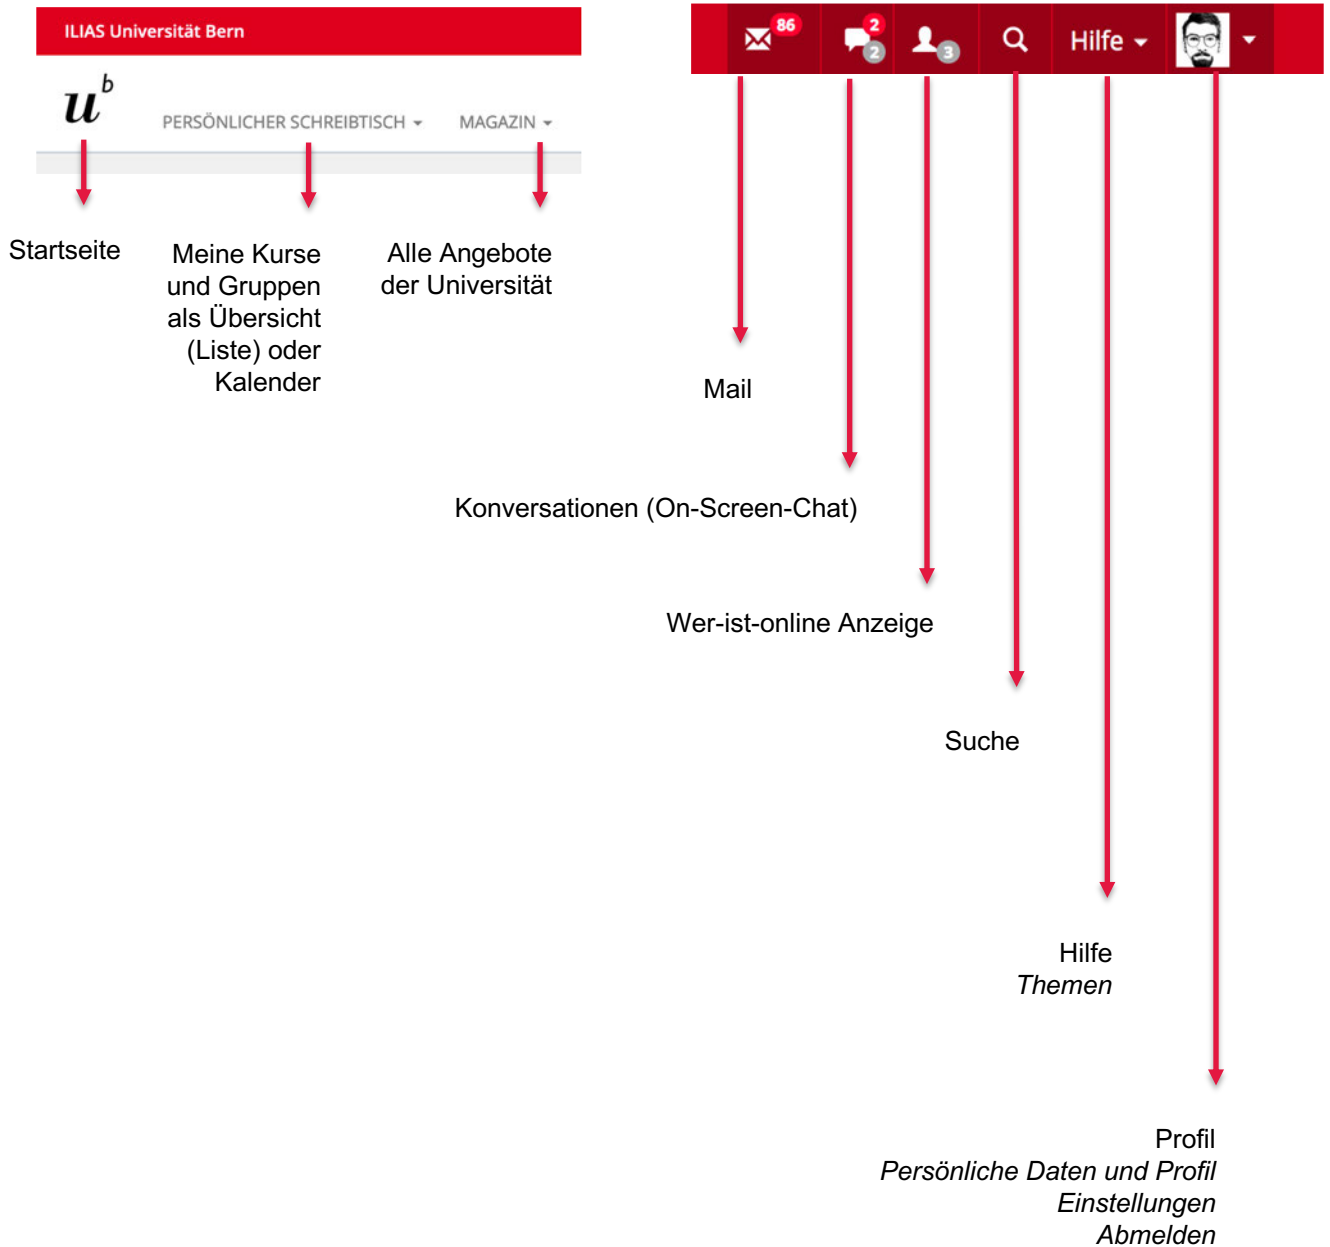 ILIAS Universität Bern
86
2
2
3
Hilfe
u b
PERSÖNLICHER SCHREIBTISCH
MAGAZIN
Startseite
Meine Kurse
und Gruppen
als Übersicht
(Liste) oder
Kalender
Alle Angebote
der Universität
Mail
Konversationen (On-Screen-Chat)
Wer-ist-online Anzeige
Suche
Hilfe
Themen
Profil
Persönliche Daten und Profil
Einstellungen
Abmelden